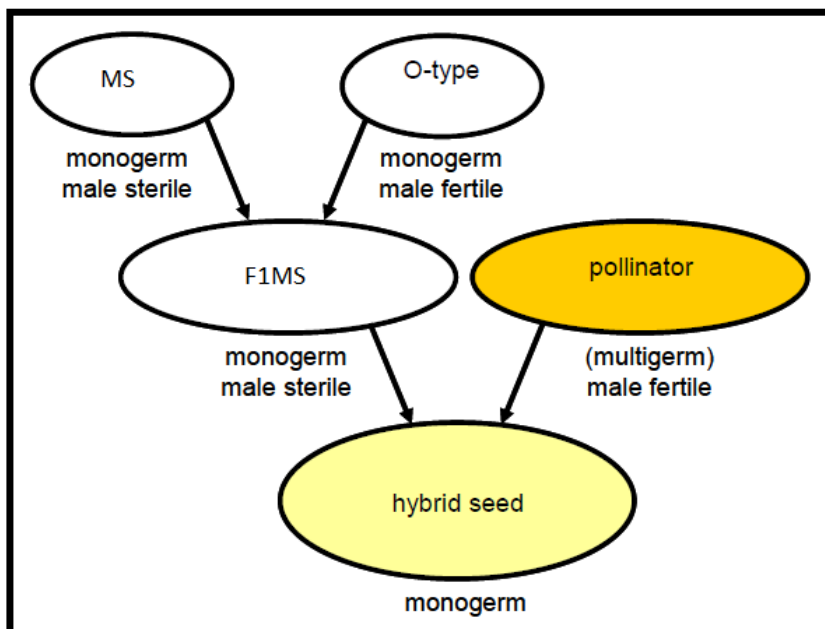 MS
O-type
monogerm
male sterile
monogerm
male fertile
F1MS
pollinator
monogerm
male sterile
(multigerm)
male fertile
hybrid seed
monogerm